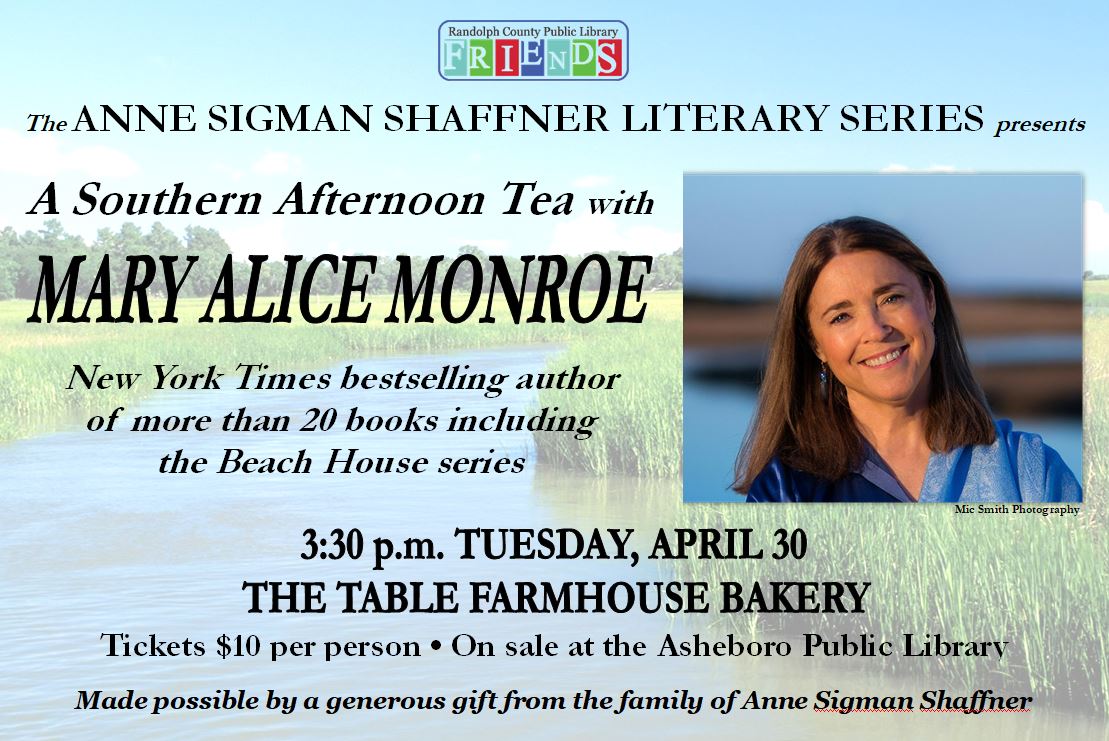 Randolph County Public Library
FRIENDS
The ANNE SIGMAN SHAFFNER LITERARY SERIES presents
A Southern Afternoon Tea with
MARY ALICE MONROE
New York Times bestselling author
of more than 20 books including
the Beach House series
Mic Smith Photography
3:30 p.m. TUESDAY, APRIL 30
THE TABLE FARMHOUSE BAKERY
Tickets $10 per person • On sale at the Asheboro Public Library
Made possible by a generous gift from the family of Anne Sigman Shaffner